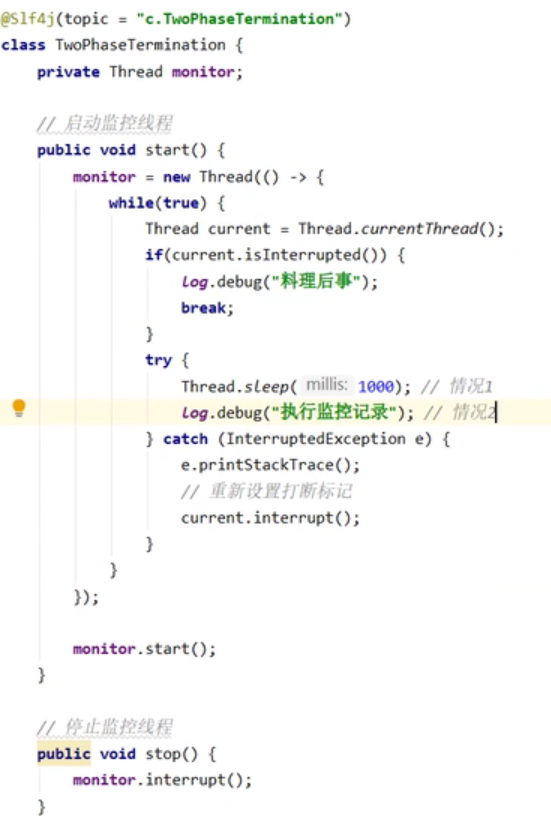 @Slf4j(topic = "c.TwoPhaseTermination")
class TwoPhaseTermination {
    private Thread monitor;
    // 启动监控线程
    public void start() {
        monitor = new Thread(() -> {
            while(true) {
                Thread current = Thread.currentThread();
                if(current.isInterrupted()) {
                    log.debug("料理后事");
                    break;
                }
                try {
                    Thread.sleep( millis: 1000); // 情况1
                    log.debug("执行监控记录"); // 情况2
                } catch (InterruptedException e) {
                    e.printStackTrace();
                    // 重新设置打断标记
                    current.interrupt();
                }
            }
        });
        monitor.start();
    }
    // 停止监控线程
    public void stop() {
        monitor.interrupt();
    }